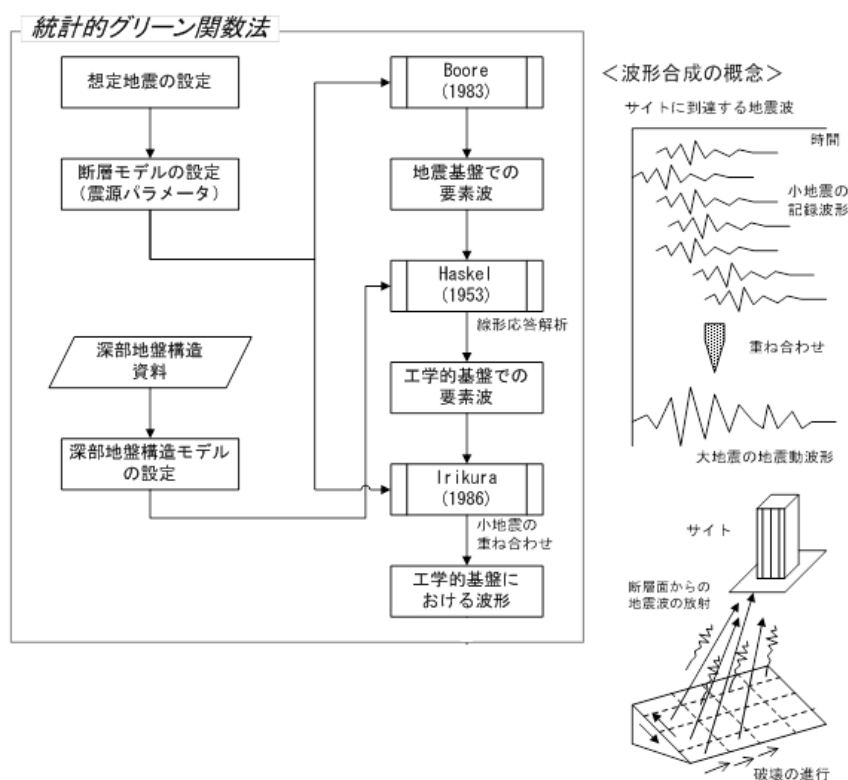 統計的グリーン関数法
想定地震の設定
断層モデルの設定
(震源パラメータ)
深部地盤構造
資料
深部地盤構造モデル
の設定
Boore
(1983)
地震基盤での
要素波
Haskel
(1953)
線形応答解析
工学的基盤での
要素波
Irikura
(1986)
小地震の
重ね合わせ
工学的基盤に
おける波形
＜波形合成の概念＞
サイトに到達する地震波
時間
小地震の
記録波形
重ね合わせ
大地震の地震動波形
サイト
断層面からの
地震波の放射
破壊の進行